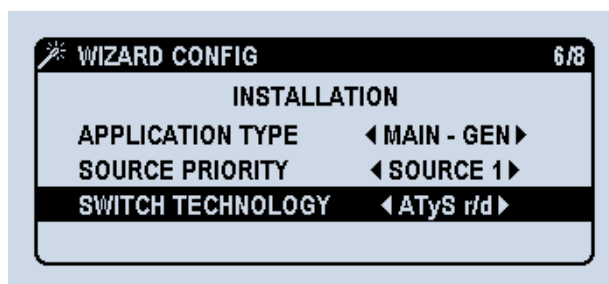 WIZARD CONFIG 6/8
INSTALLATION
APPLICATION TYPE MAIN - GEN
SOURCE PRIORITY SOURCE 1
SWITCH TECHNOLOGY ATyS r/d